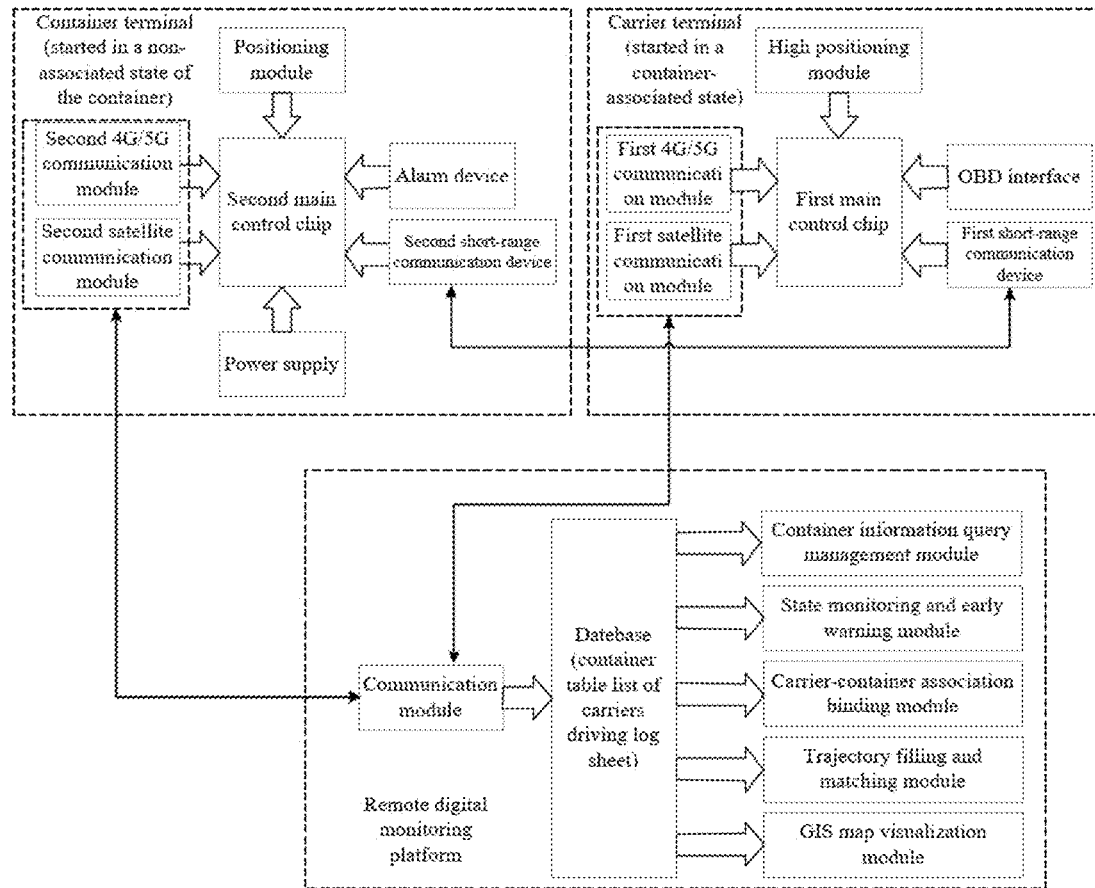 Container terminal
(started in a non-
associated state of
the container)
Positioning
module
Second 4G/5G
communication
module
Second satellite
communication
module
Second main
control chip
Alarm device
Second short-range
communication device
Power supply
Carrier terminal
(started in a
container-
associated state)
High positioning
module
First 4G/5G
communicati
on module
First satellite
communicati
on module
First main
control chip
OBD interface
First short-range
communication
device
Communication
module
Remote digital
monitoring
platform
Datebase
(container
table list of
carriers
driving log
sheet)
Container information query
management module
State monitoring and early
warning module
Carrier-container association
binding module
Trajectory filling and
matching module
GIS map visualization
module